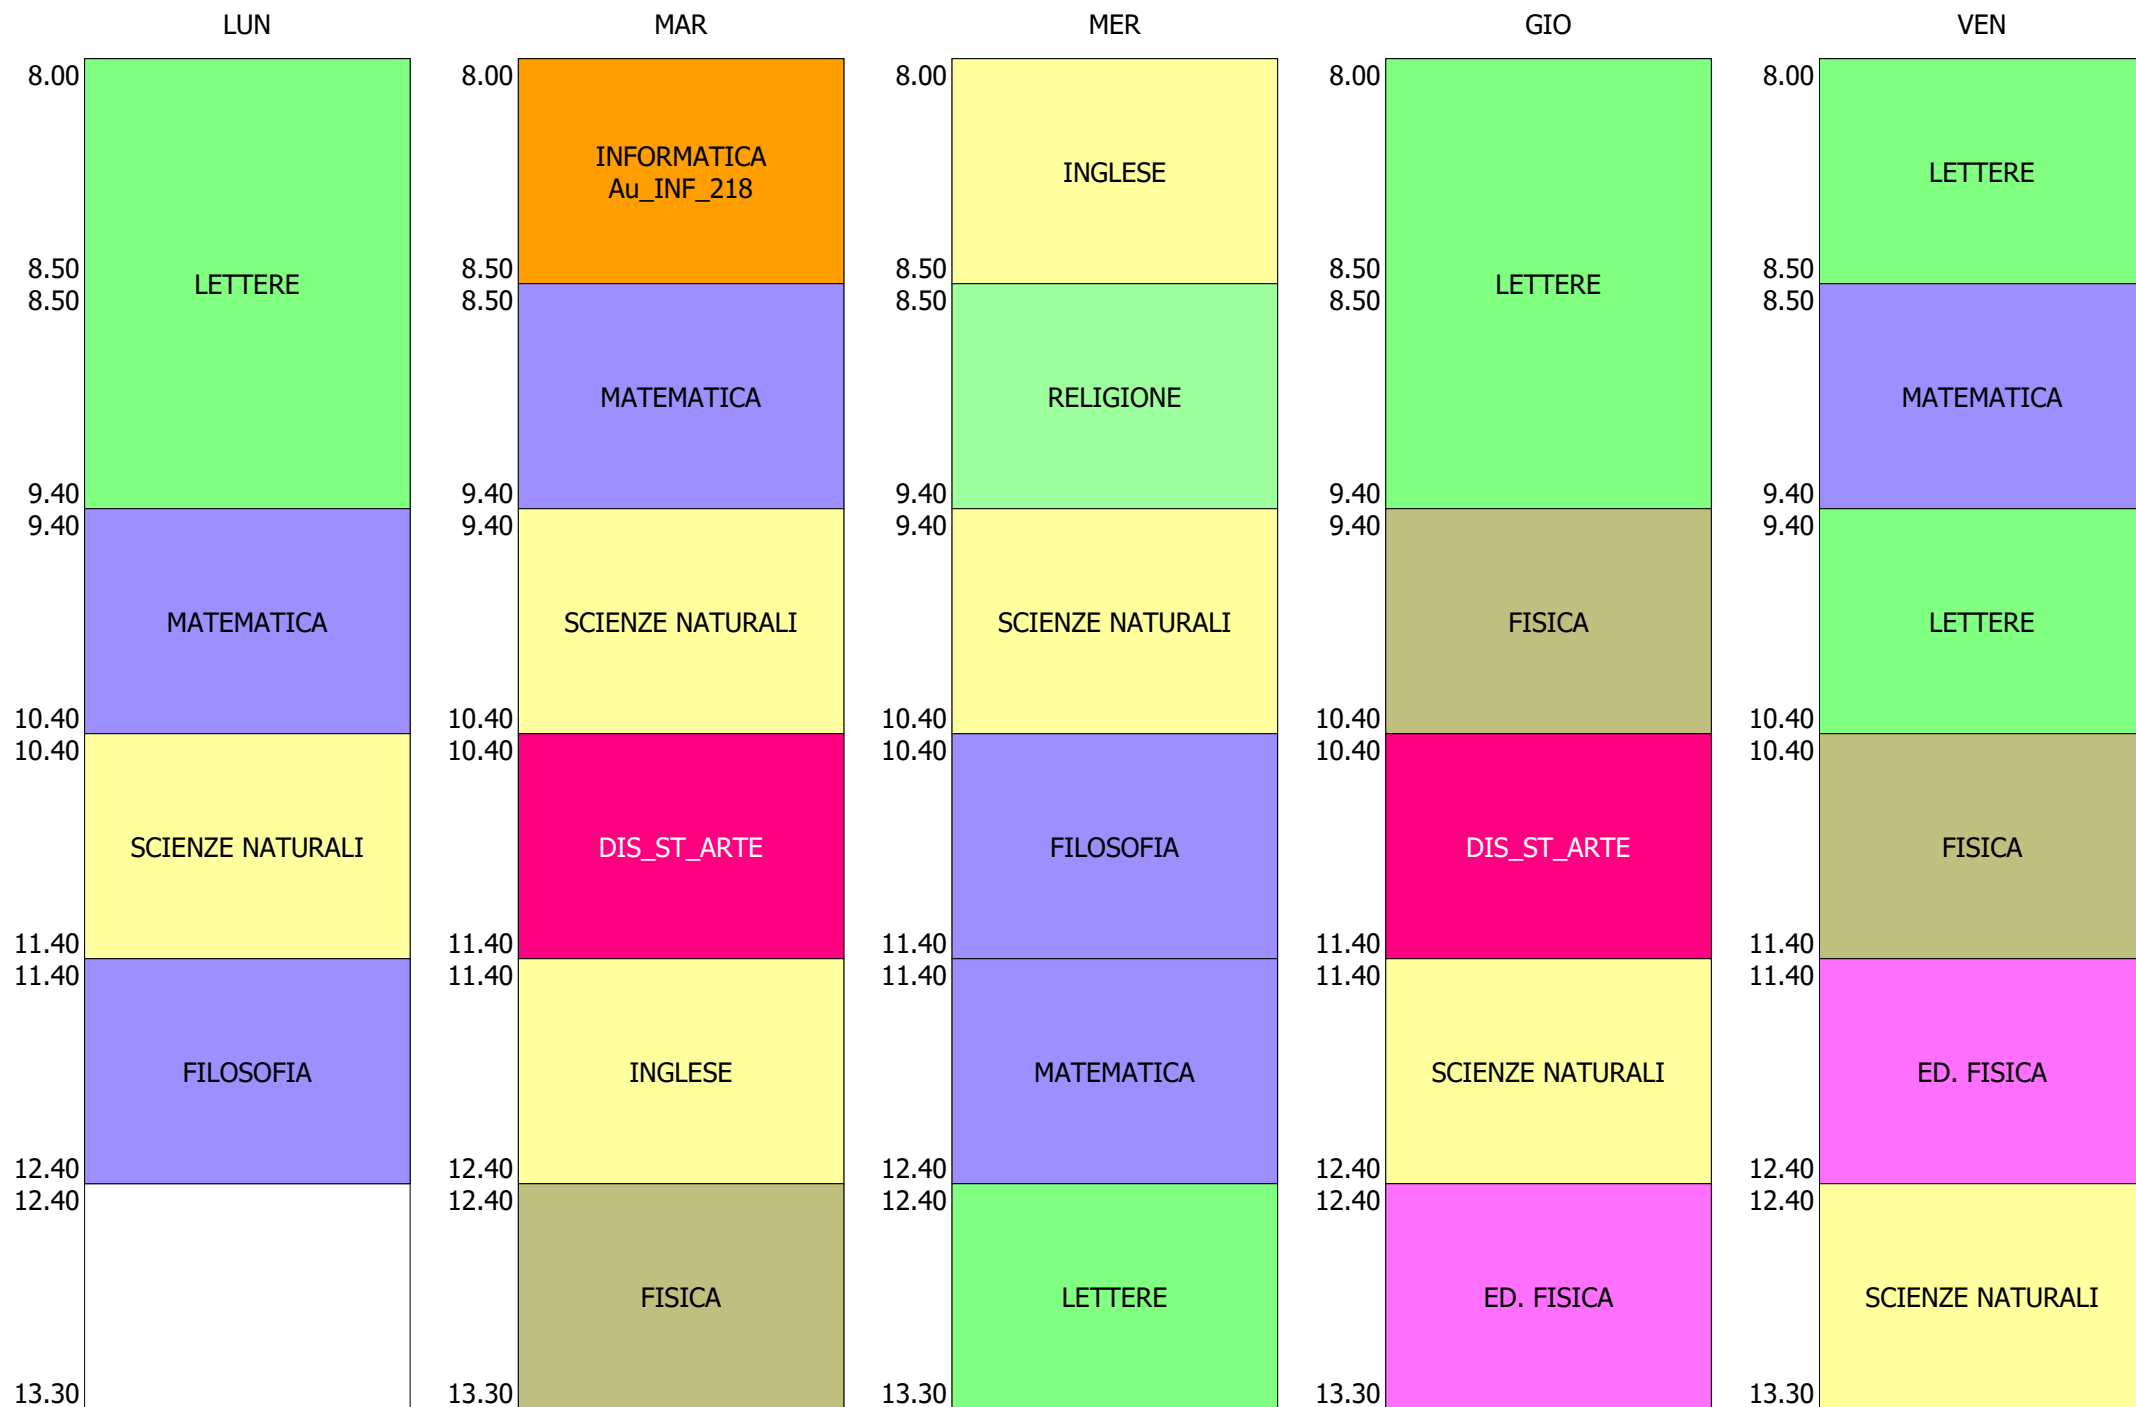 LUN
MAR
MER
GIO
VEN
8.00
8.50
8.50
9.40
9.40
10.40
10.40
11.40
11.40
12.40
12.40
13.30
LETTERE
MATEMATICA
SCIENZE NATURALI
FILOSOFIA
8.00
8.50
8.50
9.40
9.40
10.40
10.40
11.40
11.40
12.40
12.40
13.30
INFORMATICA
Au_INF_218
MATEMATICA
SCIENZE NATURALI
DIS_ST_ARTE
INGLESE
FISICA
8.00
8.50
8.50
9.40
9.40
10.40
10.40
11.40
11.40
12.40
12.40
13.30
INGLESE
RELIGIONE
SCIENZE NATURALI
FILOSOFIA
MATEMATICA
LETTERE
8.00
8.50
8.50
9.40
9.40
10.40
10.40
11.40
11.40
12.40
12.40
13.30
LETTERE
FISICA
DIS_ST_ARTE
SCIENZE NATURALI
ED. FISICA
8.00
8.50
8.50
9.40
9.40
10.40
10.40
11.40
11.40
12.40
12.40
13.30
LETTERE
MATEMATICA
LETTERE
FISICA
ED. FISICA
SCIENZE NATURALI